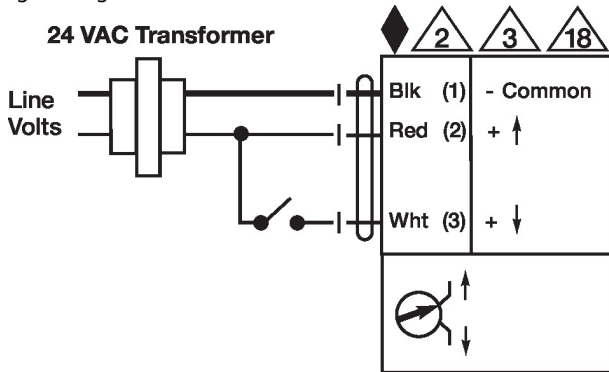 24 VAC Transformer
2
3
18
Line
Volts
Blk (1) - Common
Red (2) + ↑
Wht (3) + ↓